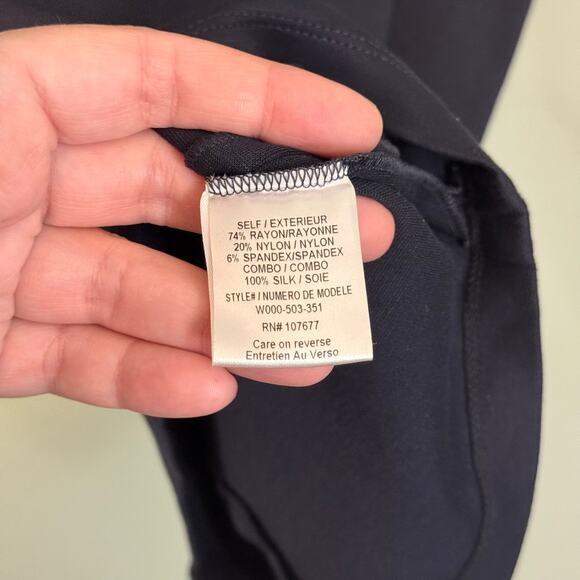 SELF / EXTERIEUR
74% RAYON/RAYONNE
20% NYLON / NYLON
6% SPANDEX/SPANDEX
COMBO / COMBO
100% SILK / SOIE
STYLE# / NUMERO DE MODELE
W000-503-351
RN# 107677
Care on reverse
Entretien Au Verso